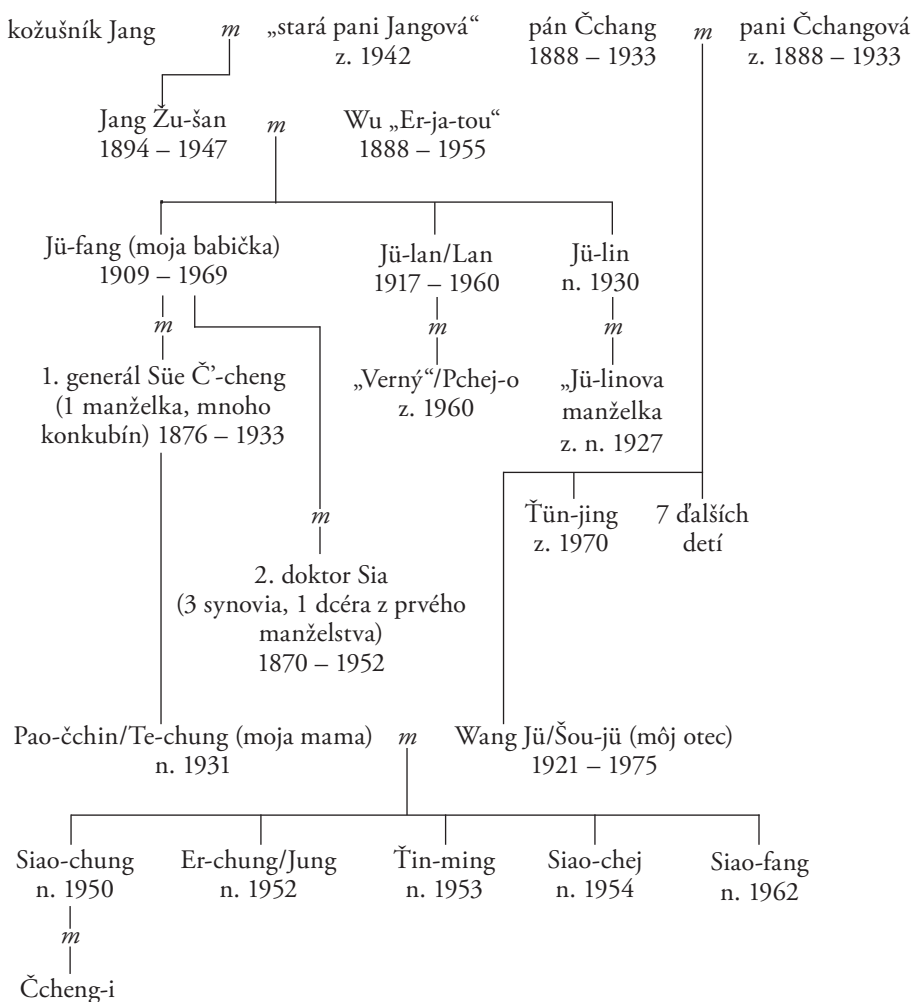 kožušník Jang m „stará pani Jangová“ pán Čchang m pani Čchangová
z. 1942 1888 – 1933 z. 1888 – 1933
Jang Žu-šan m Wu „Er-ja-tou“
1894 – 1947 1888 – 1955
Jü-fang (moja babička) Jü-lan/Lan Jü-lin
1909 – 1969 1917 – 1960 n. 1930
m m m
1. generál Süe Č’-cheng „Verný“/Pchej-o „Jü-linova
(1 manželka, mnoho z. 1960 manželka
konkubín) 1876 – 1933 z. n. 1927
m Ťün-jing 7 ďalších
z. 1970 detí
2. doktor Sia
(3 synovia, 1 dcéra z prvého
manželstva)
1870 – 1952
Pao-čchin/Te-chung (moja mama) m Wang Jü/Šou-jü (môj otec)
n. 1931 1921 – 1975
Siao-chung Er-chung/Jung Ťin-ming Siao-chej Siao-fang
n. 1950 n. 1952 n. 1953 n. 1954 n. 1962
m
Čcheng-i